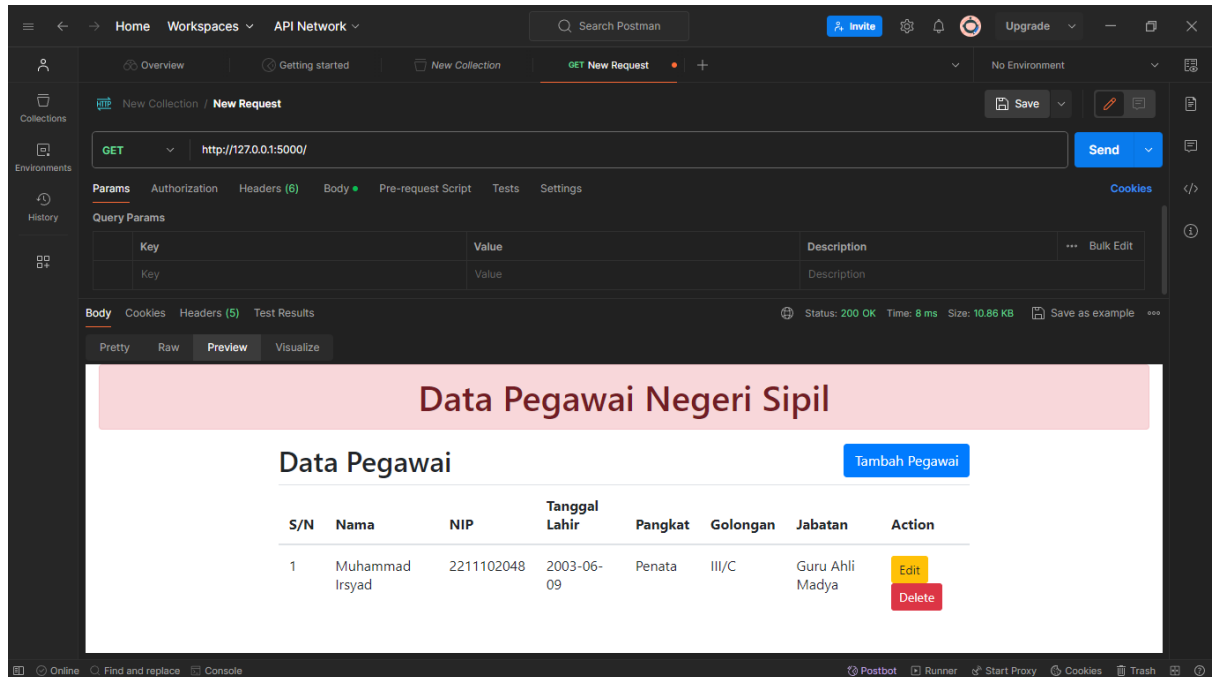 Home Workspaces API Network Search Postman Invite Upgrade
Overview Getting started New Collection GET New Request No Environment
HTTP New Collection / New Request Save
Collections
GET http://127.0.0.1:5000/ Send
Environments
Params Authorization Headers (6) Body Pre-request Script Tests Settings Cookies
History
Query Params
Key Value Description Bulk Edit
Key Value Description
Body Cookies Headers (5) Test Results Status: 200 OK Time: 8 ms Size: 10.86 KB Save as example
Pretty Raw Preview Visualize
Data Pegawai Negeri Sipil
Data Pegawai Tambah Pegawai
S/N Nama NIP Tanggal Lahir Pangkat Golongan Jabatan Action
1 Muhammad Irsyad 2211102048 2003-06-09 Penata III/C Guru Ahli Madya Edit
Delete
Online Find and replace Console Postbot Runner Start Proxy Cookies Trash